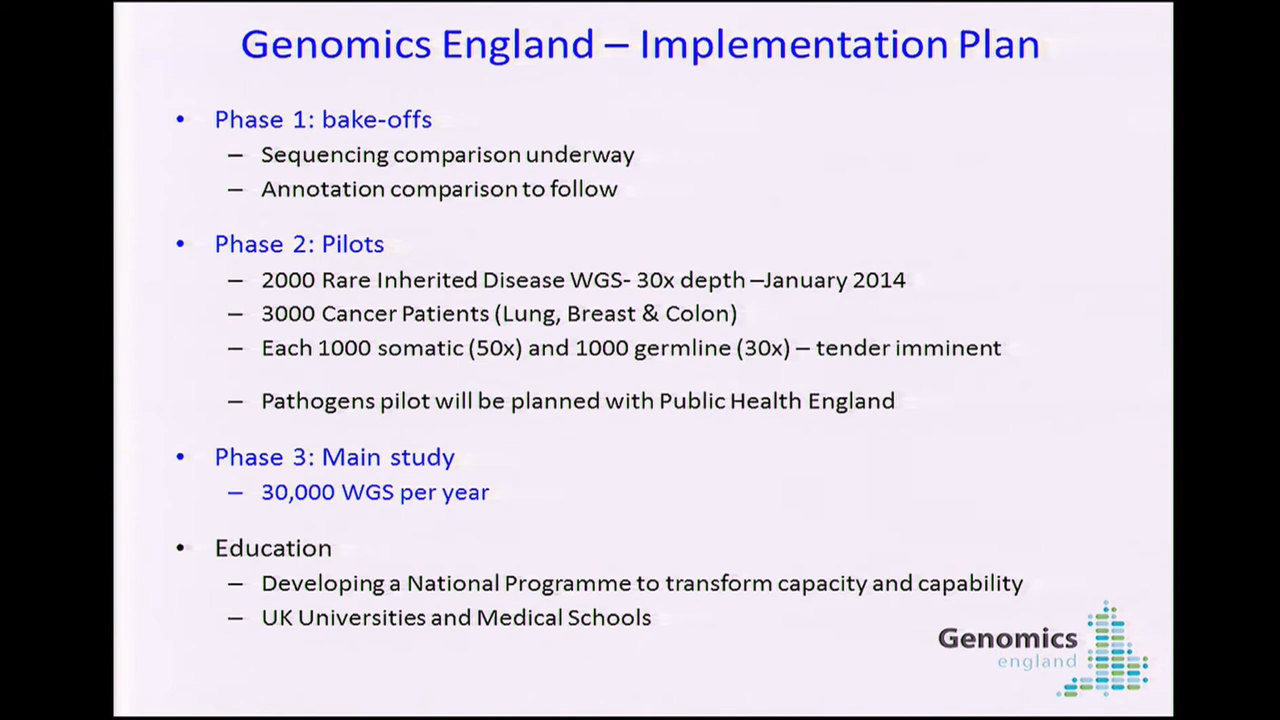 Genomics England – Implementation Plan
• Phase 1: bake-offs
– Sequencing comparison underway
– Annotation comparison to follow
• Phase 2: Pilots
– 2000 Rare Inherited Disease WGS- 30x depth –January 2014
– 3000 Cancer Patients (Lung, Breast & Colon)
– Each 1000 somatic (50x) and 1000 germline (30x) – tender imminent
– Pathogens pilot will be planned with Public Health England
• Phase 3: Main study
– 30,000 WGS per year
• Education
– Developing a National Programme to transform capacity and capability
– UK Universities and Medical Schools
Genomics
england